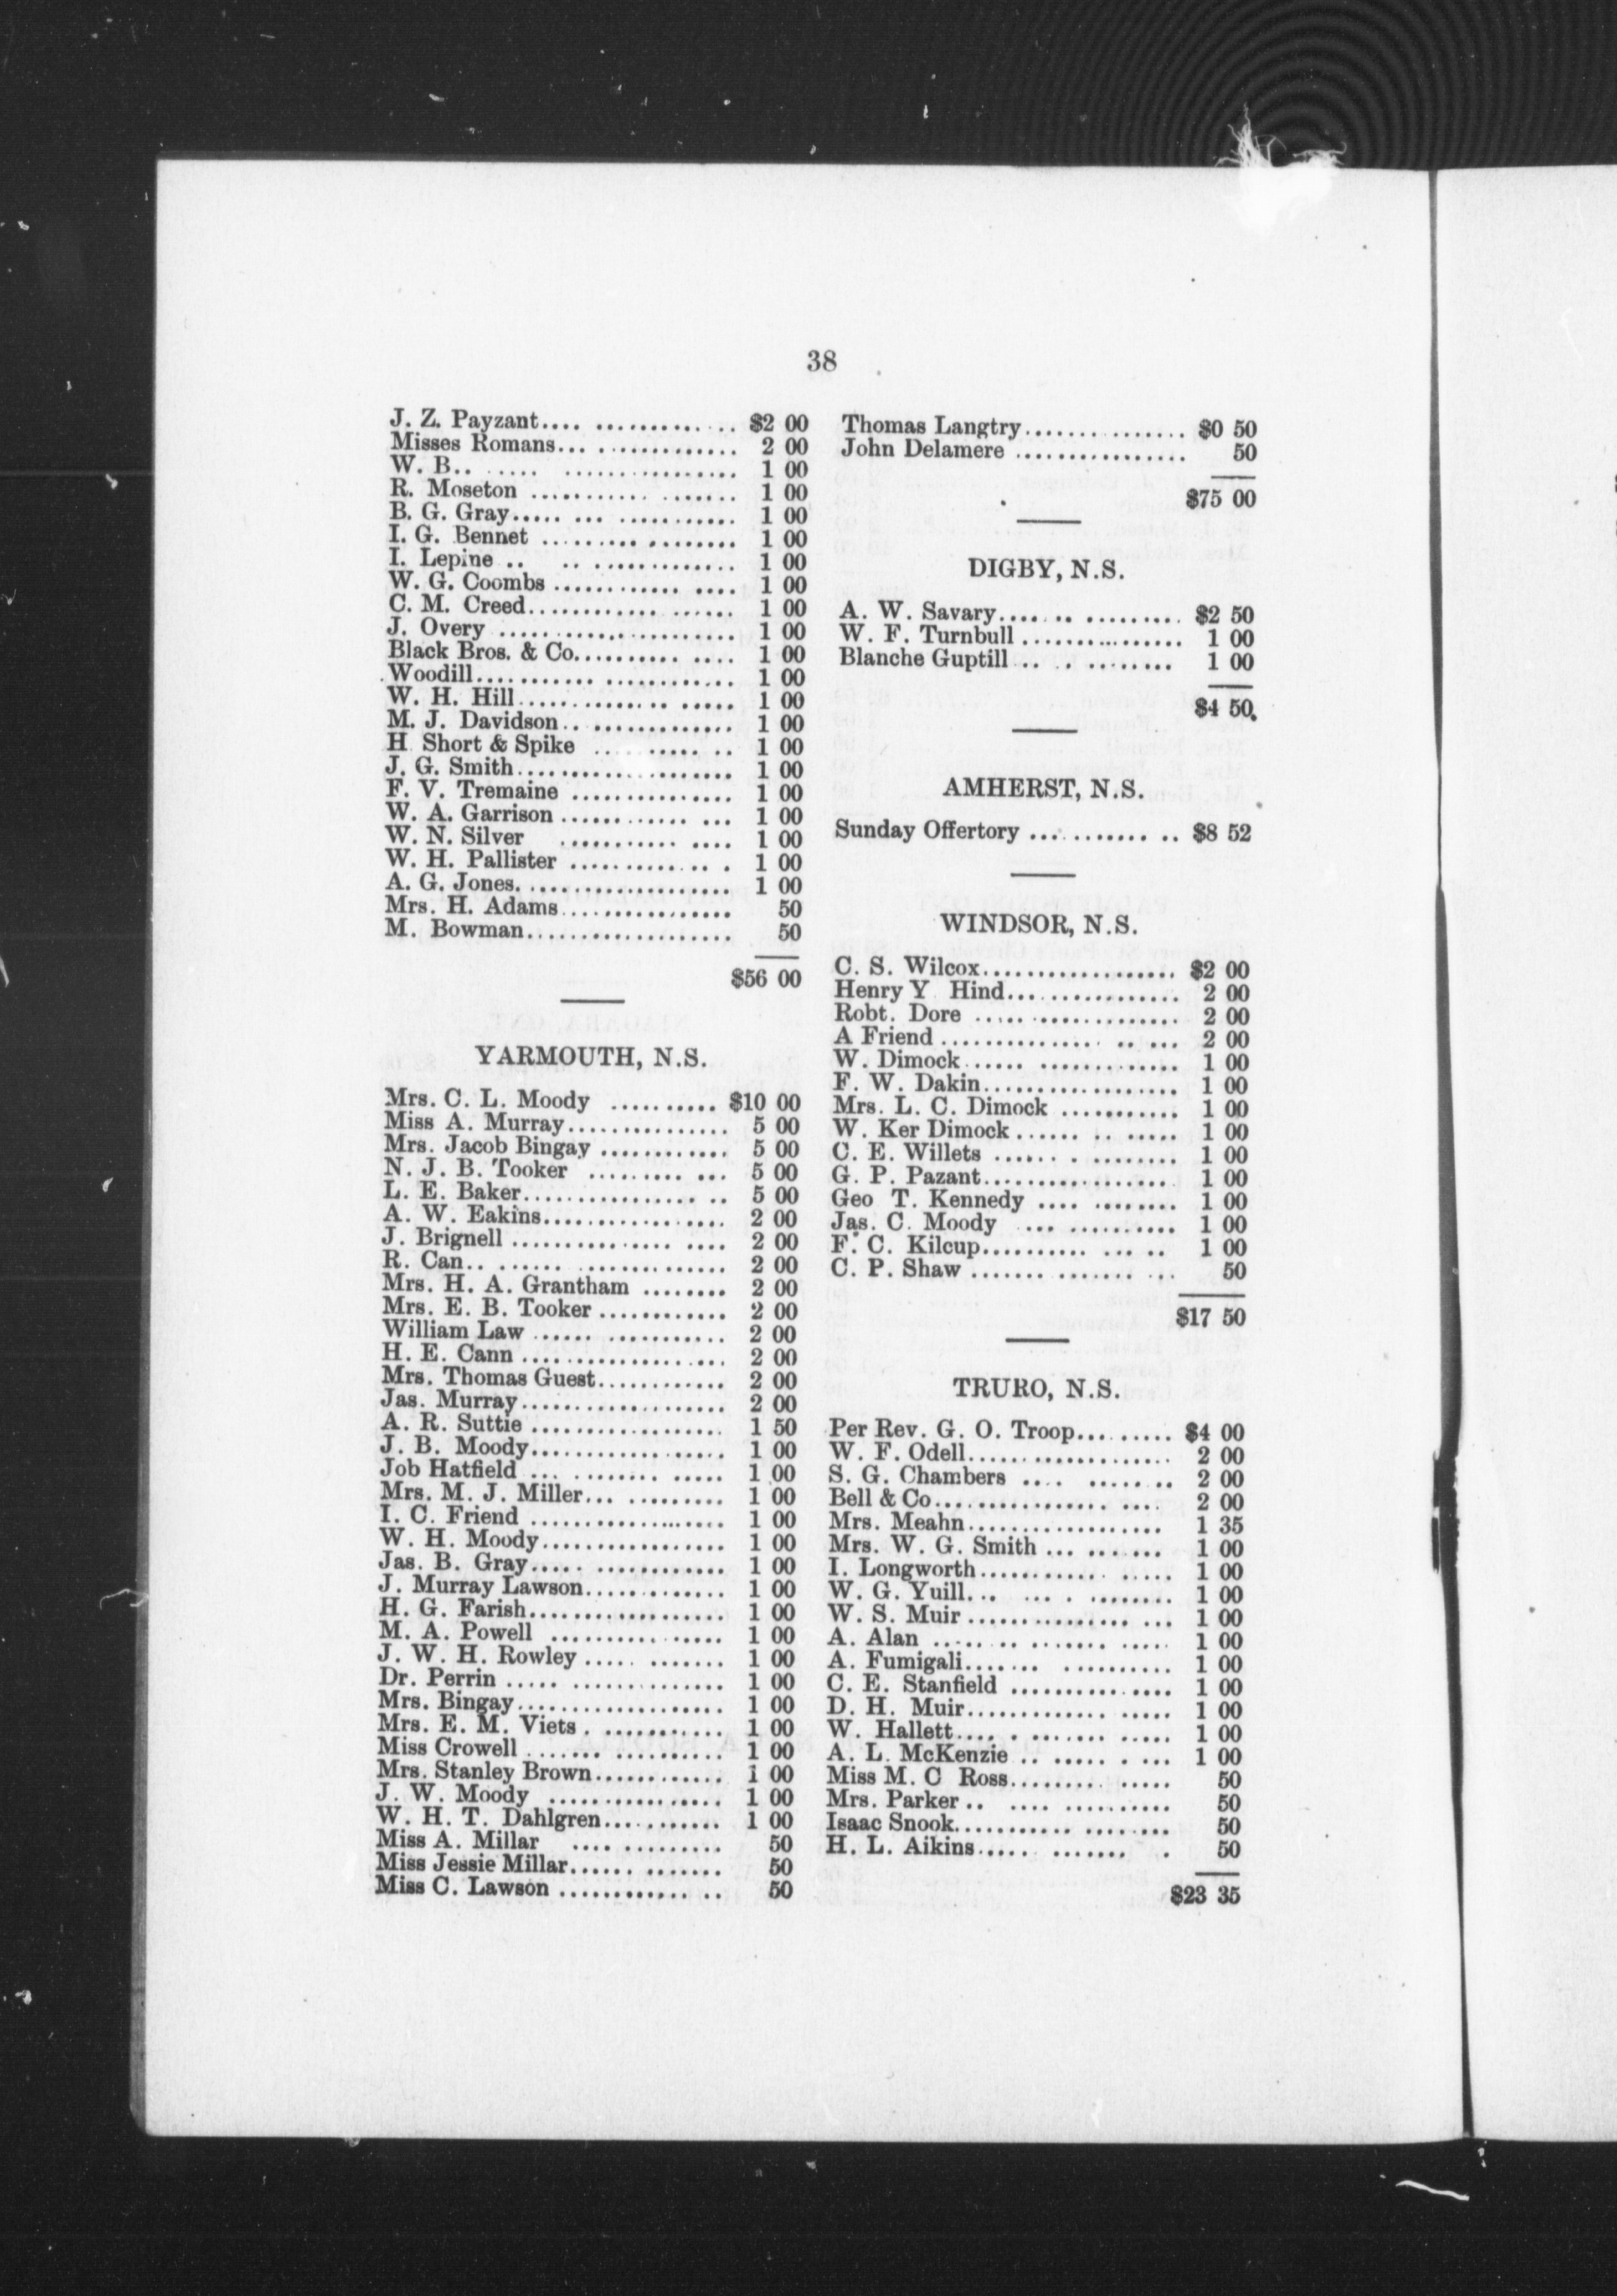 38
J. Z. Payzant.... ............. .. $2 00
Misses Romans... ............. 2 00
W. B.. ..... ................ 1 00
R. Moseton ............ ....... 1 00
B. G. Gray..... ... ........... 1 00
I. G. Bennet .................. 1 00
I. Lepine .. .. ............. 1 00
W. G. Coombs ............ .... 1 00
C. M. Creed............ ...... 1 00
J. Overy ...................... 1 00
Black Bros. & Co.......... .... 1 00
Woodill........... ............ 1 00
W. H. Hill.............. ..... 1 00
M. J. Davidson.. ............. 1 00
H Short & Spike .... ...... .. 1 00
J. G. Smith.................... 1 00
F. V. Tremaine ............... 1 00
W. A. Garrison ............ ... 1 00
W. N. Silver ........... .... 1 00
W. H. Pallister ............. . 1 00
A. G. Jones. ................... 1 00
Mrs. H. Adams................ 50
M. Bowman................... 50
$56 00
YARMOUTH, N.S.
Mrs. C. L. Moody .......... $10 00
Miss A. Murray............... 5 00
Mrs. Jacob Bingay ............ 5 00
N. J. B. Tooker ......... ... 5 00
L. E. Baker................ .. 5 00
A. W. Eakins................. 2 00
J. Brignell ............... .... 2 00
R. Can.. ...... ............. 2 00
Mrs. H. A. Grantham ........ 2 00
Mrs. E. B. Tooker ............ 2 00
William Law ...... ........... 2 00
H. E. Cann ................... 2 00
Mrs. Thomas Guest............ 2 00
Jas. Murray................... 2 00
A. R. Suttie .................. 1 50
J. B. Moody.................. 1 00
Job Hatfield ... ........ ..... 1 00
Mrs. M. J. Miller... ......... 1 00
I. C. Friend .................. 1 00
W. H. Moody................. 1 00
Jas. B. Gray..... ............ 1 00
J. Murray Lawson............. 1 00
H. G. Farish.................. 1 00
M. A. Powell ................ 1 00
J. W. H. Rowley ..... ....... 1 00
Dr. Perrin ..... .............. 1 00
Mrs. Bingay................... 1 00
Mrs. E. M. Viets . ........... 1 00
Miss Crowell ....... .......... 1 00
Mrs. Stanley Brown............ 1 00
J. W. Moody ................ 1 00
W. H. T. Dahlgren........... 1 00
Miss A. Millar .... ......... 50
Miss Jessie Millar...... ....... 50
Miss C. Lawson ............ .. 50
Thomas Langtry............... $0 50
John Delamere ................ 50
$75 00
DIGBY, N.S.
A. W. Savary....... ......... $2 50
W. F. Turnbull ............... 1 00
Blanche Guptill .. . ........ 1 00
$4 50.
AMHERST, N.S.
Sunday Offertory ... ....... .. $8 52
WINDSOR, N.S.
C. S. Wilcox.................. $2 00
Henry Y Hind................ 2 00
Robt. Dore ..... ............. 2 00
A Friend ............... .. ... 2 00
W. Dimock...... ............. 1 00
F. W. Dakin.................. 1 00
Mrs. L. C. Dimock ........... 1 00
W. Ker Dimock....... .. ..... 1 00
C. E. Willets ...... . ........ 1 00
G. P. Pazant................. 1 00
Geo T. Kennedy .... ........ 1 00
Jas. C. Moody ... .......... 1 00
F. C. Kilcup.......... ... .. 1 00
C. P. Shaw ....... ....... ... 50
$17 50
TRURO, N.S.
Per Rev. G. O. Troop... ..... $4 00
W. F. Odell................... 2 00
S. G. Chambers .... ...... .. 2 00
Bell & Co................ .... 2 00
Mrs. Meahn................... 1 35
Mrs. W. G. Smith ... ....... 1 00
I. Longworth............ ..... 1 00
W. G. Yuill... ... . ........ 1 00
W. S. Muir ............... ... 1 00
A. Alan ........ ....... ..... 1 00
A. Fumigali....... .......... 1 00
C. E. Stanfield ............... 1 00
D. H. Muir............. ..... 1 00
W. Hallett.... . ....... ..... 1 00
A. L. McKenzie .. ..... . ... 1 00
Miss M. C Ross......... ..... 50
Mrs. Parker .. .... .......... 50
Isaac Snook........... ........ 50
H. L. Aikins..... ....... . 50
$23 35